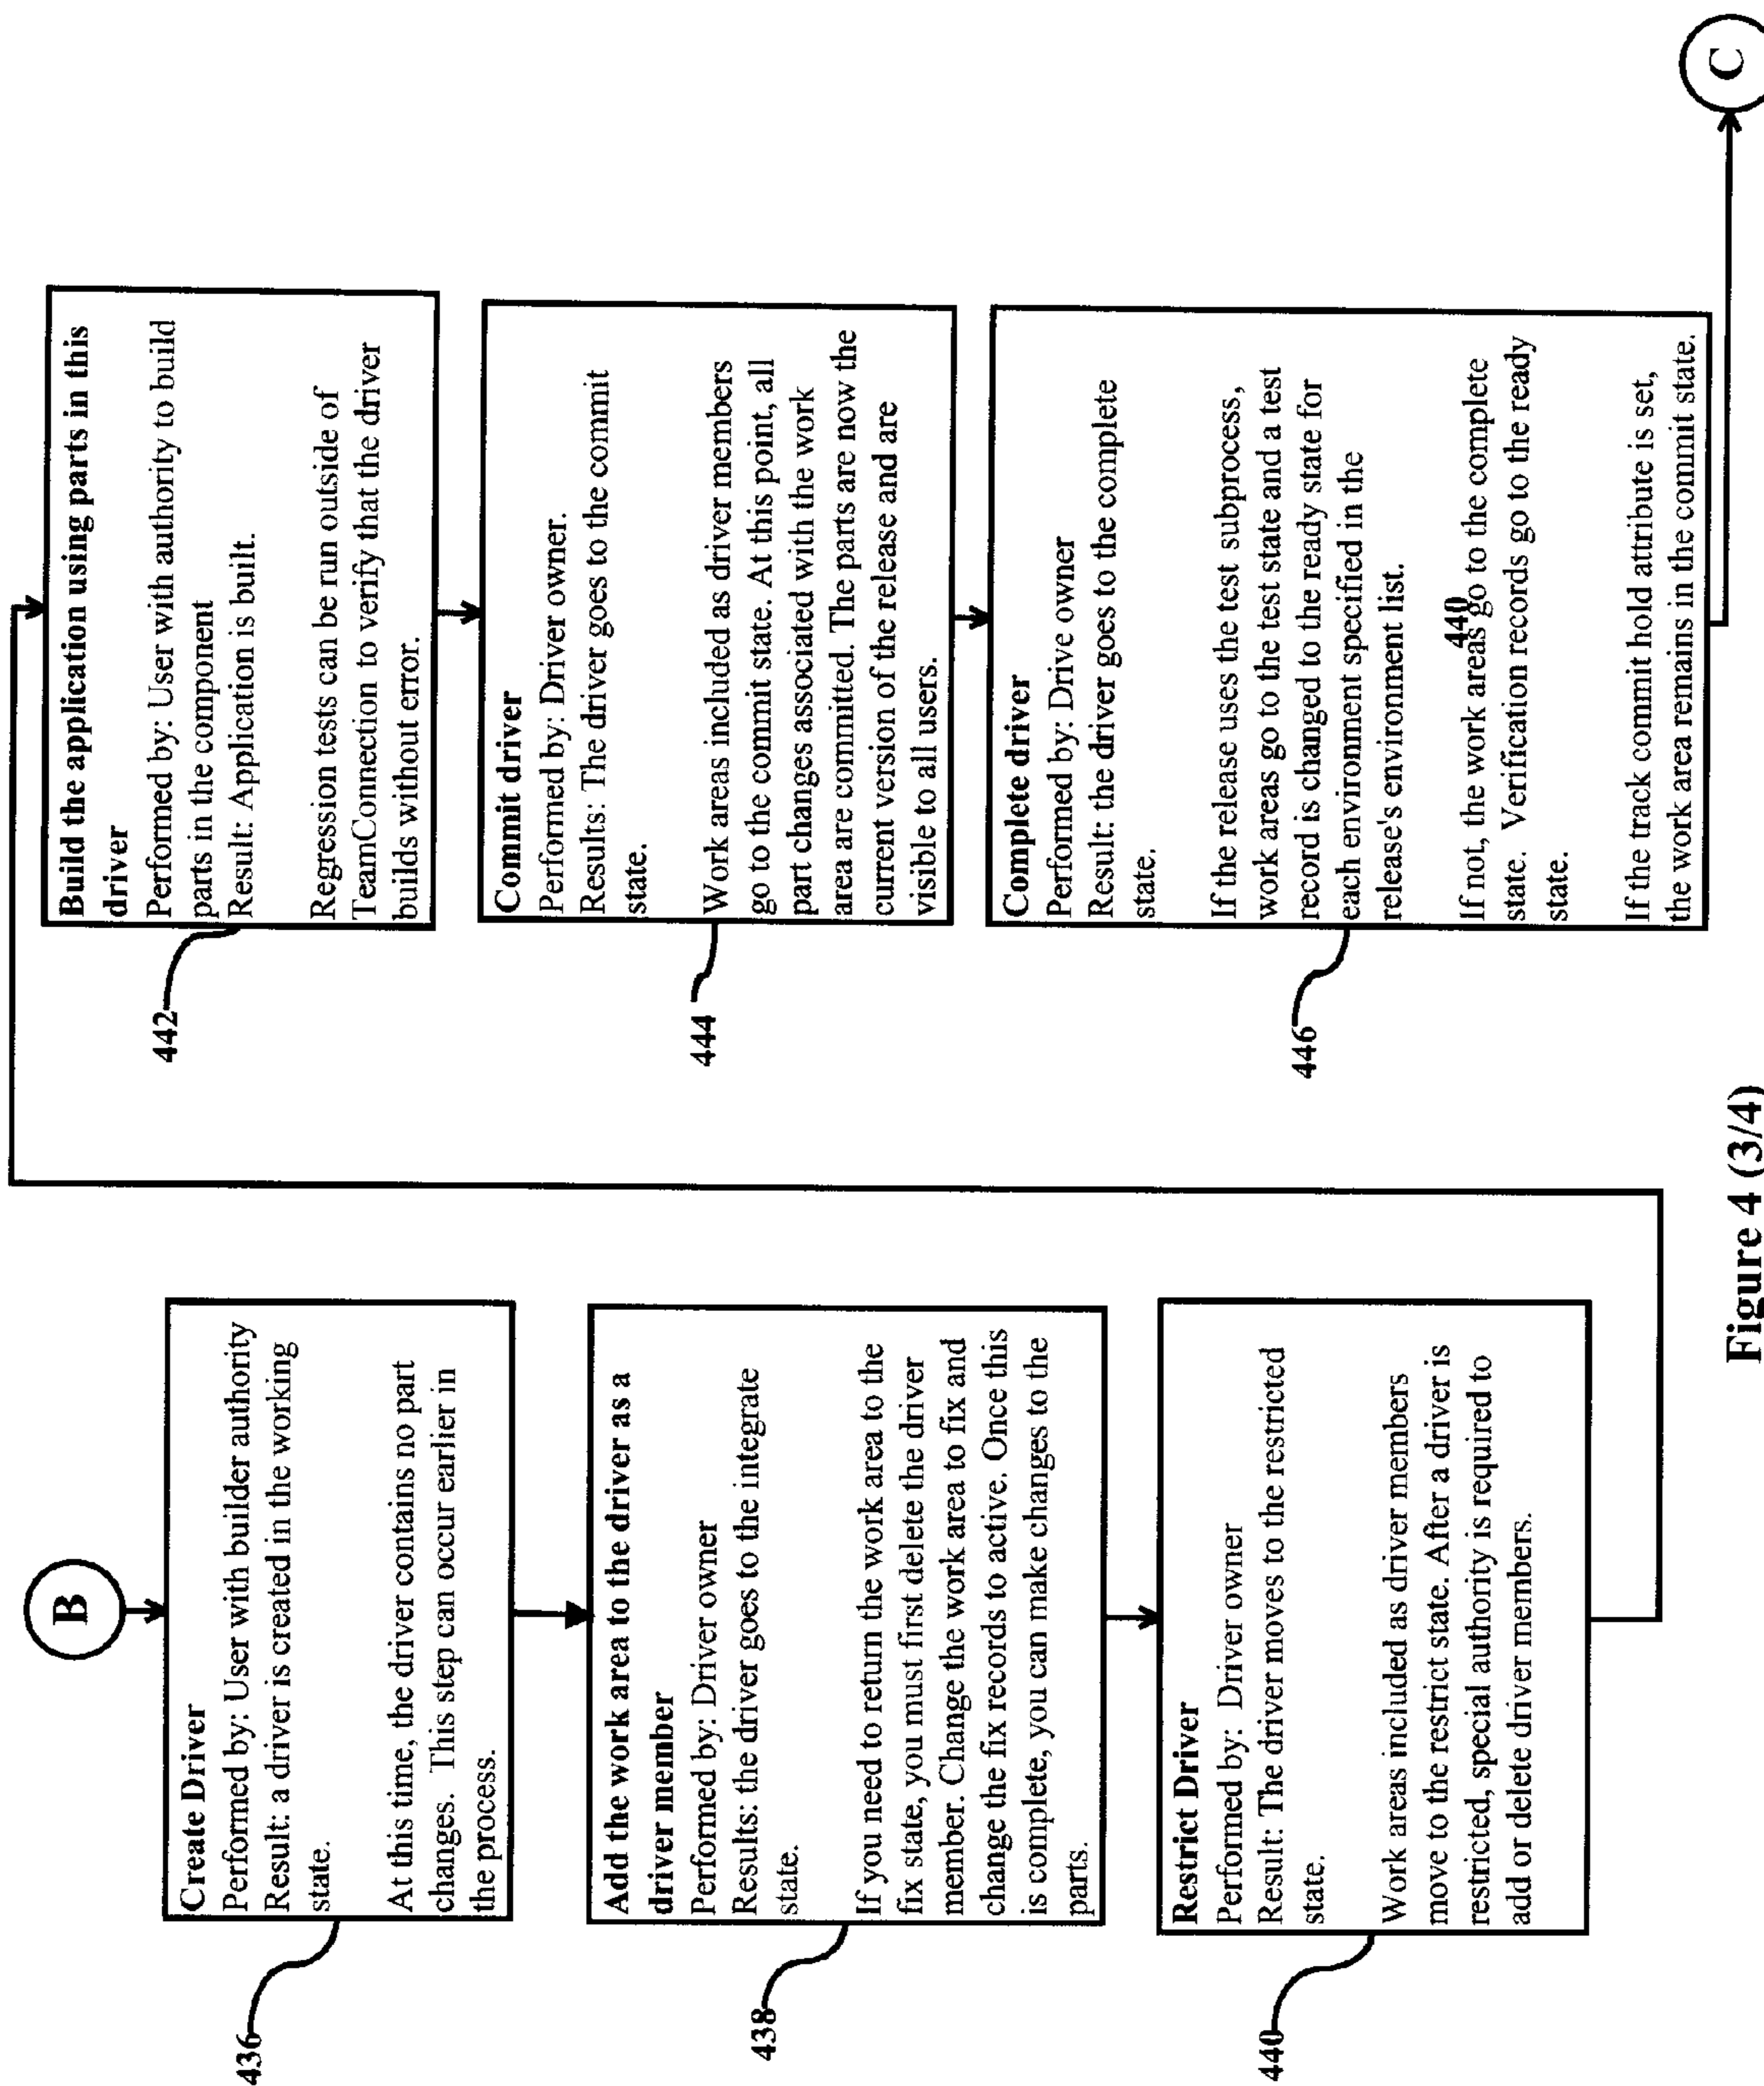 B
Create Driver
Performed by: User with builder authority
Result: a driver is created in the working
state.
At this time, the driver contains no part
changes. This step can occur earlier in
the process.
436
Add the work area to the driver as a
driver member
Performed by: Driver owner
Results: the driver goes to the integrate
state.
If you need to return the work area to the
fix state, you must first delete the driver
member. Change the work area to fix and
change the fix records to active. Once this
is complete, you can make changes to the
parts.
438
Restrict Driver
Performed by: Driver owner
Result: The driver moves to the restricted
state.
Work areas included as driver members
move to the restrict state. After a driver is
restricted, special authority is required to
add or delete driver members.
440
Build the application using parts in this
driver
Performed by: User with authority to build
parts in the component
Result: Application is built.
Regression tests can be run outside of
TeamConnection to verify that the driver
builds without error.
442
Commit driver
Performed by: Driver owner.
Results: The driver goes to the commit
state.
Work areas included as driver members
go to the commit state. At this point, all
part changes associated with the work
area are committed. The parts are now the
current version of the release and are
visible to all users.
444
Complete driver
Performed by: Drive owner
Result: the driver goes to the complete
state.
If the release uses the test subprocess,
work areas go to the test state and a test
record is changed to the ready state for
each environment specified in the
release's environment list.
440
If not, the work areas go to the complete
state. Verification records go to the ready
state.
If the track commit hold attribute is set,
the work area remains in the commit state.
446
C
Figure 4 (3/4)